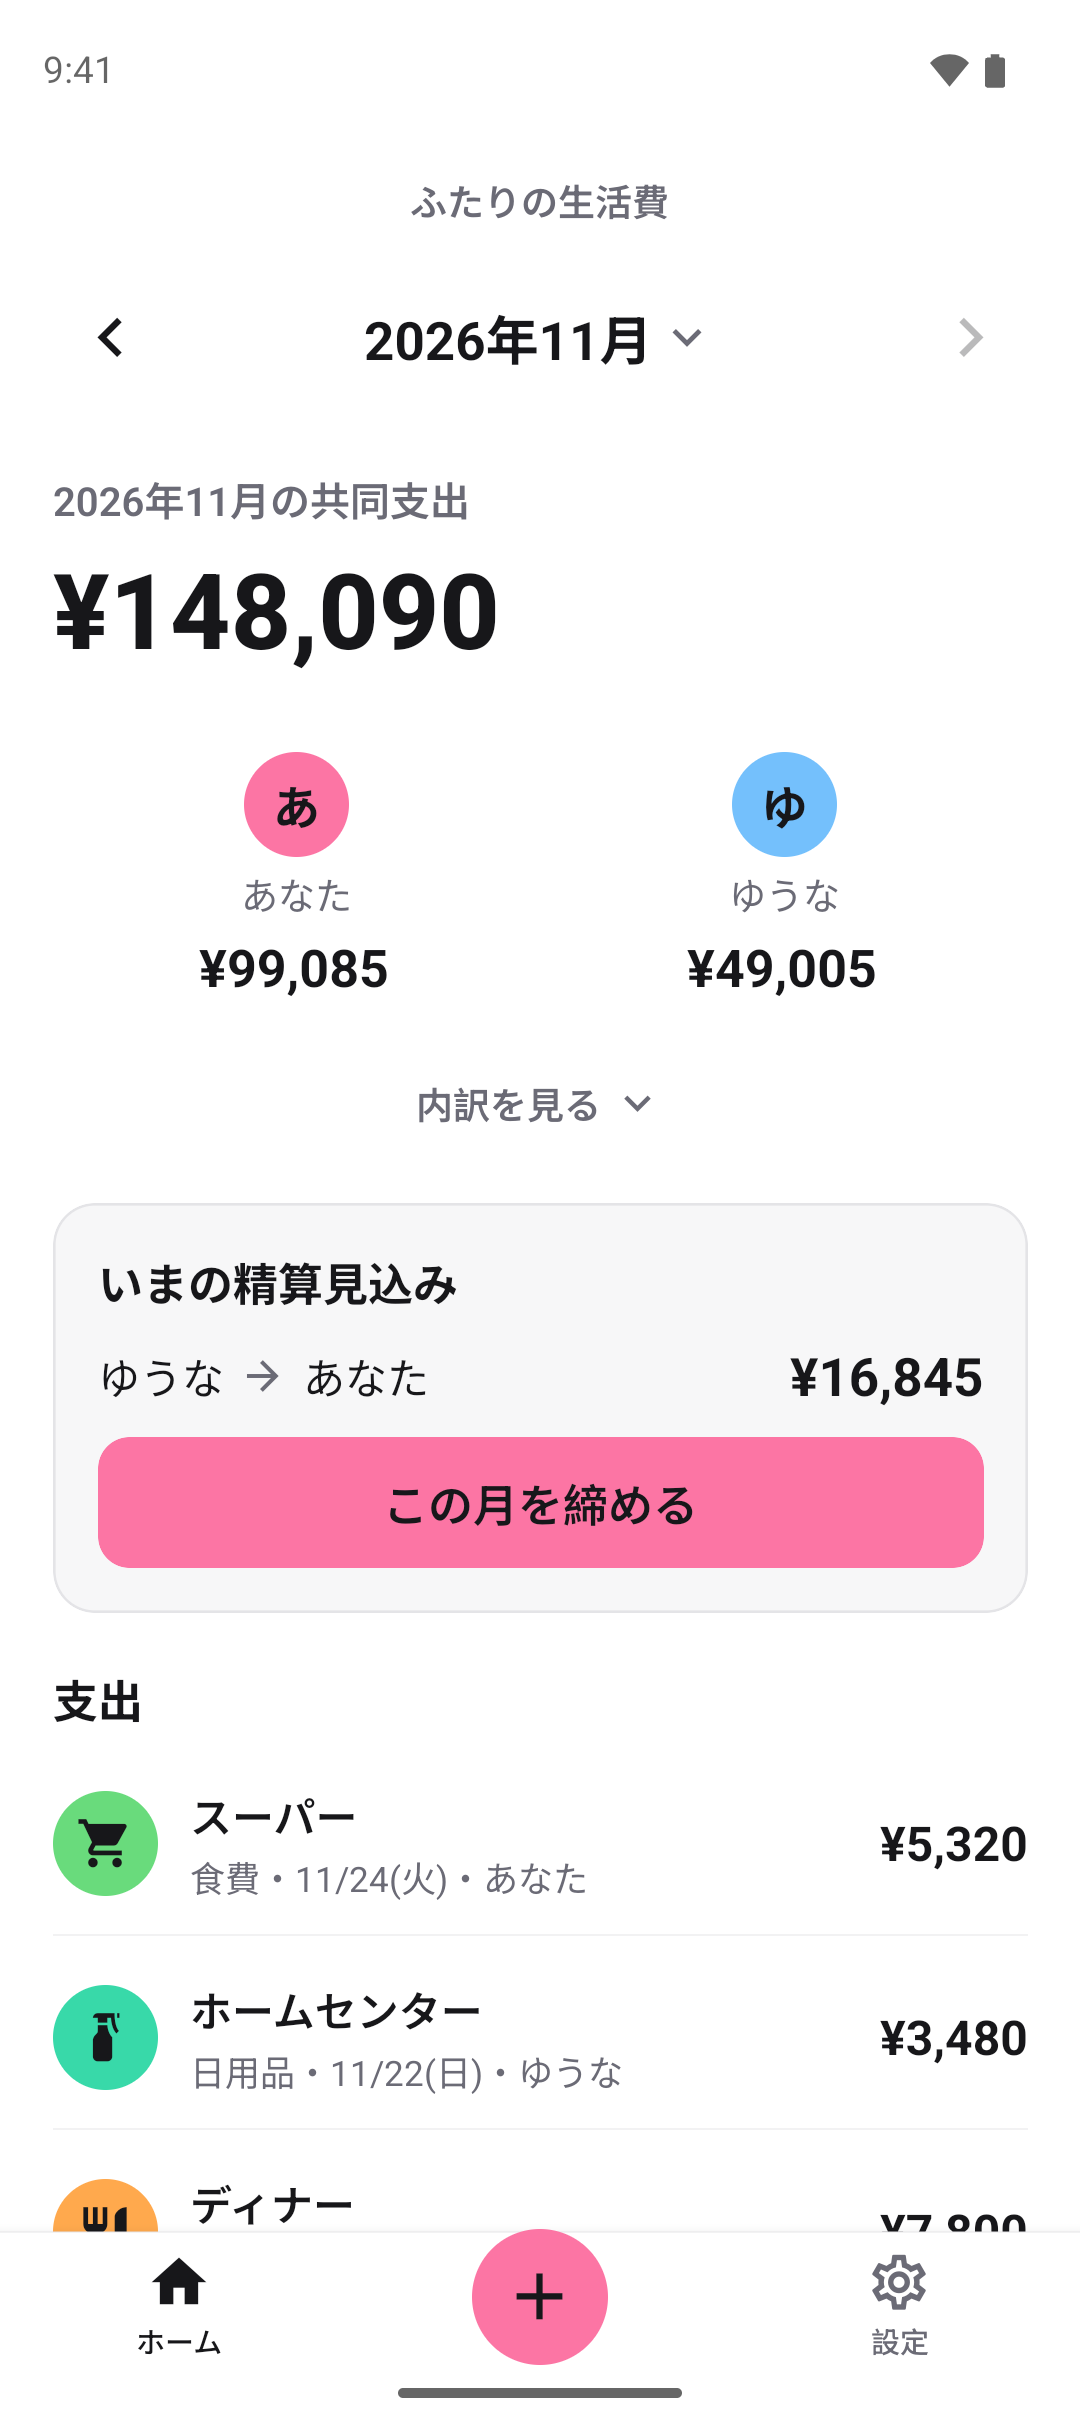 9:41
ふたりの生活費
2026年11月
2026年11月の共同支出
¥148,090
あ
ゆ
あなた
ゆうな
¥99,085
¥49,005
内訳を見る
いまの精算見込み
ゆうな → あなた
¥16,845
この月を締める
支出
スーパー
¥5,320
食費・11/24(火)・あなた
ホームセンター
¥3,480
日用品・11/22(日)・ゆうな
ディナー
¥7,800
ホーム
設定